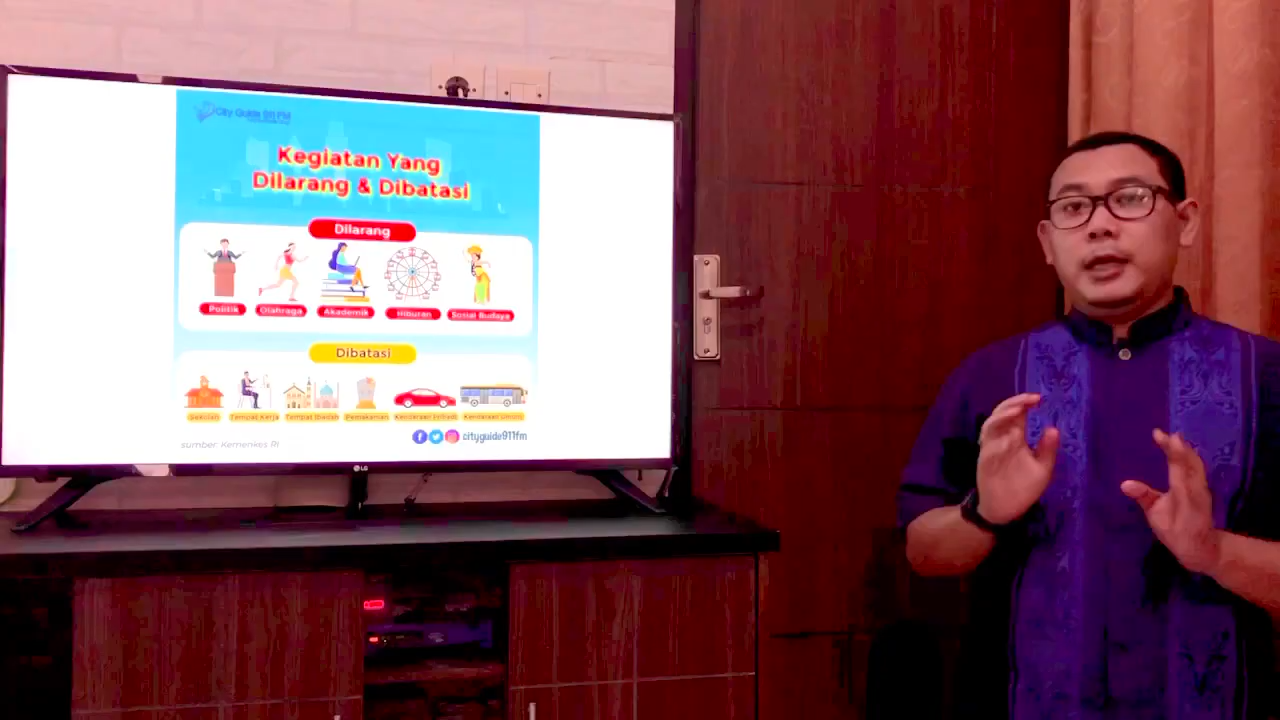 City Guide 911 FM
Kegiatan Yang
Dilarang & Dibatasi
Dilarang
Politik Olahraga Akademik Hiburan Sosial Budaya
Dibatasi
Sekolah Tempat Kerja Tempat Ibadah Pemakaman Kendaraan Pribadi Kendaraan Umum
sumber: Kemenkes RI
cityguide911fm
LG